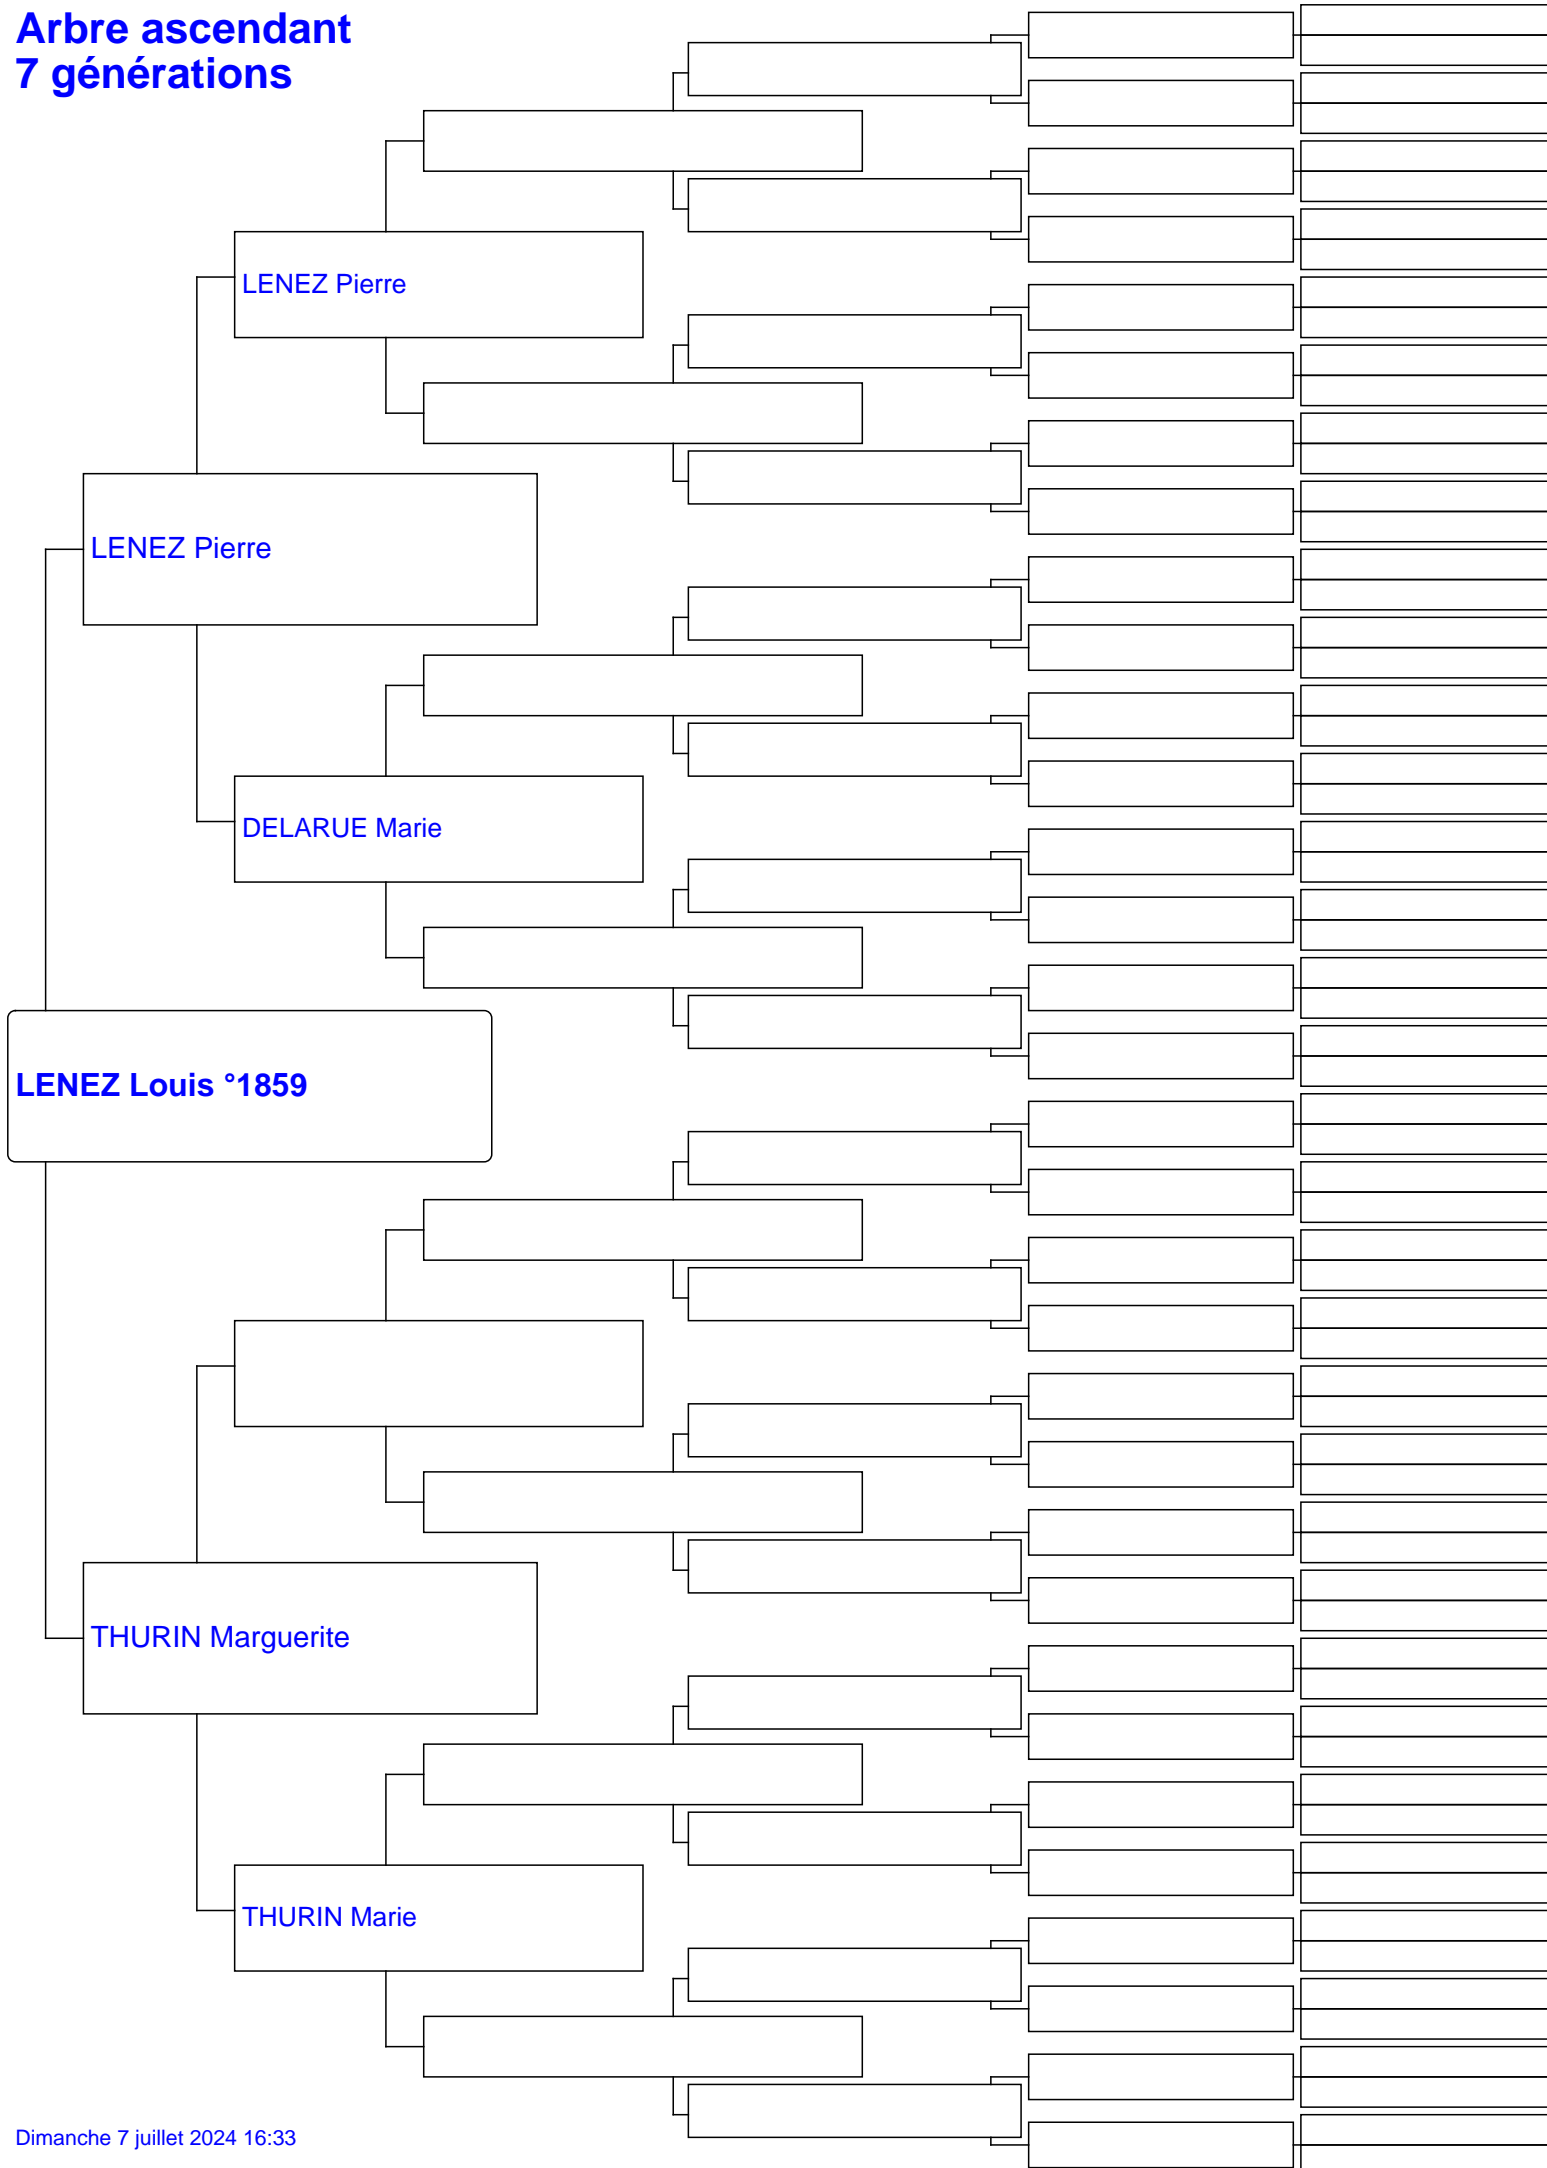 Arbre ascendant
7 générations
LENEZ Pierre
LENEZ Pierre
DELARUE Marie
LENEZ Louis °1859
THURIN Marguerite
THURIN Marie
Dimanche 7 juillet 2024 16:33